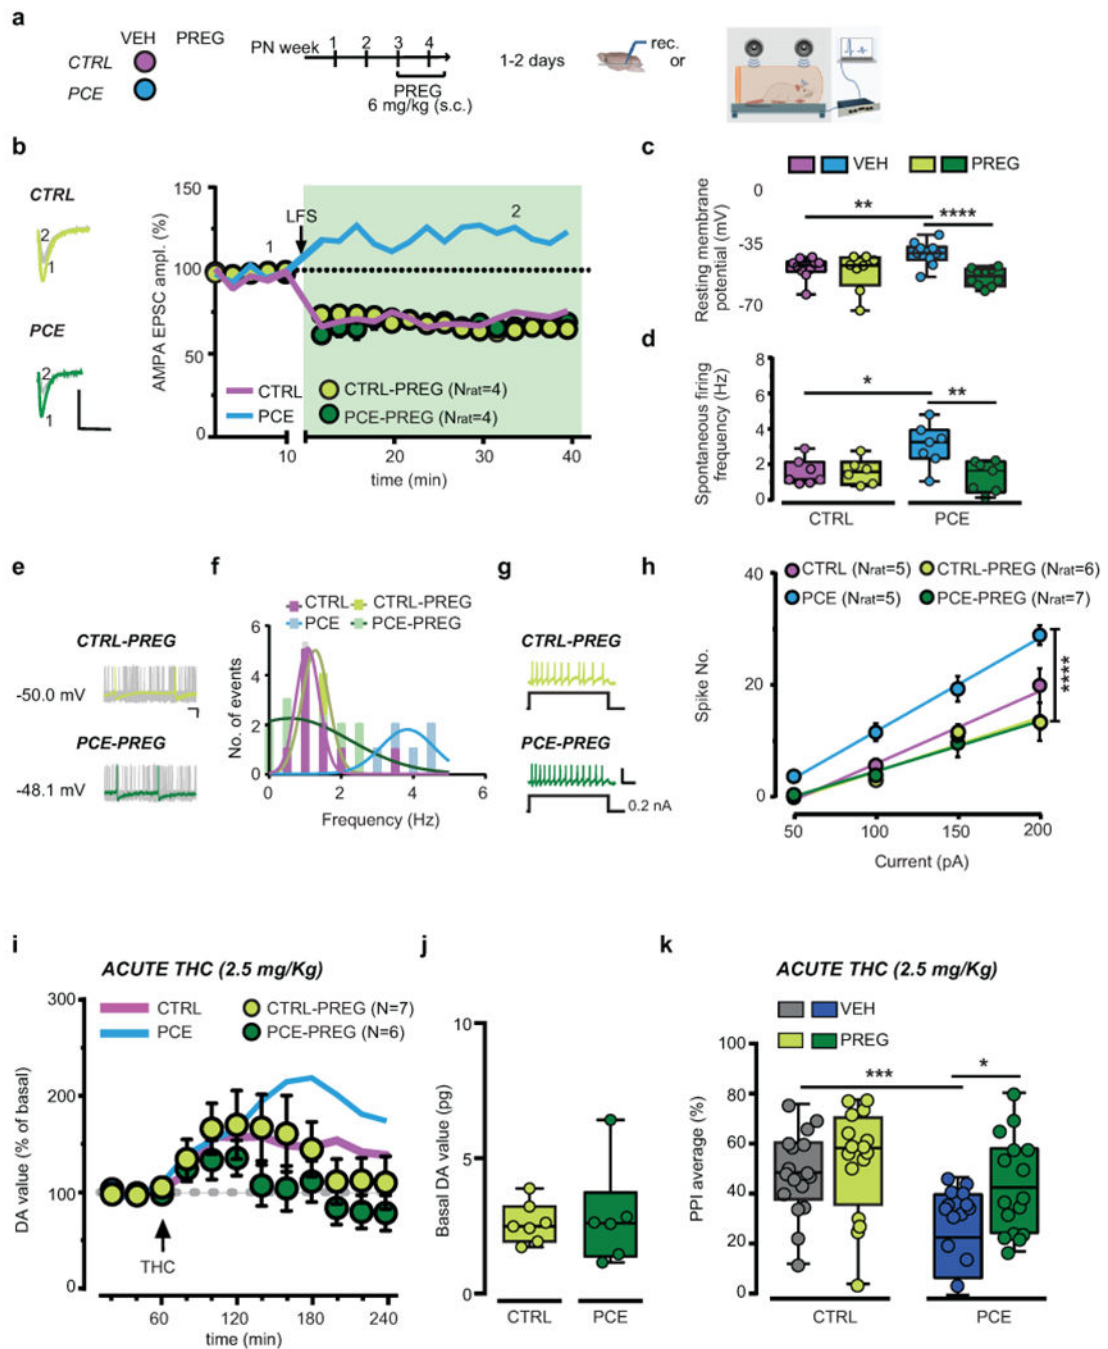 a
VEH PREG
CTRL
PCE
PN week 1 2 3 4
PREG
6 mg/kg (s.c.)
1-2 days
rec.
or
b
CTRL
2
1
PCE
2
1
AMPA EPSC ampl. (%)
150
100
50
0
LFS
1
2
CTRL
PCE
CTRL-PREG (Nrat=4)
PCE-PREG (Nrat=4)
10 20 30 40
time (min)
c
VEH PREG
Resting membrane
potential (mV)
0
-35
-70
** ****
d
Spontaneous firing
frequency (Hz)
8
6
4
2
0
* **
CTRL PCE
e
CTRL-PREG
-50.0 mV
PCE-PREG
-48.1 mV
f
CTRL CTRL-PREG
PCE PCE-PREG
No. of events
6
4
2
0
0 2 4 6
Frequency (Hz)
g
CTRL-PREG
PCE-PREG
0.2 nA
h
CTRL (Nrat=5) CTRL-PREG (Nrat=6)
PCE (Nrat=5) PCE-PREG (Nrat=7)
Spike No.
40
20
0
****
50 100 150 200
Current (pA)
i
ACUTE THC (2.5 mg/Kg)
CTRL CTRL-PREG (N=7)
PCE PCE-PREG (N=6)
DA value (% of basal)
300
200
100
0
THC
60 120 180 240
time (min)
j
Basal DA value (pg)
10
5
0
CTRL PCE
k
ACUTE THC (2.5 mg/Kg)
VEH
PREG
PPI average (%)
100
80
60
40
20
0
*** *
CTRL PCE